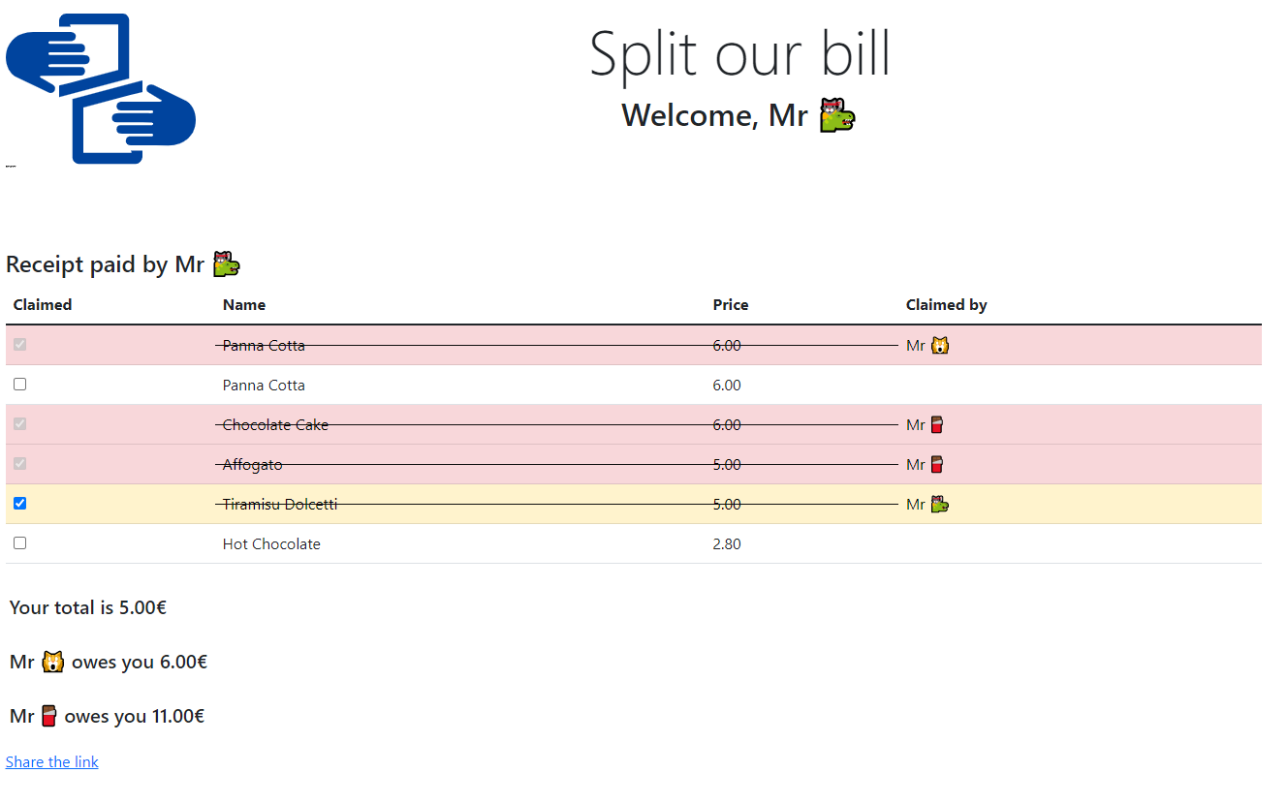 Split our bill
Welcome, Mr
Receipt paid by Mr
Claimed Name Price Claimed by
Panna Cotta 6.00 Mr
Panna Cotta 6.00
Chocolate Cake 6.00 Mr
Affogato 5.00 Mr
Tiramisu Dolcetti 5.00 Mr
Hot Chocolate 2.80
Your total is 5.00€
Mr owes you 6.00€
Mr owes you 11.00€
Share the link